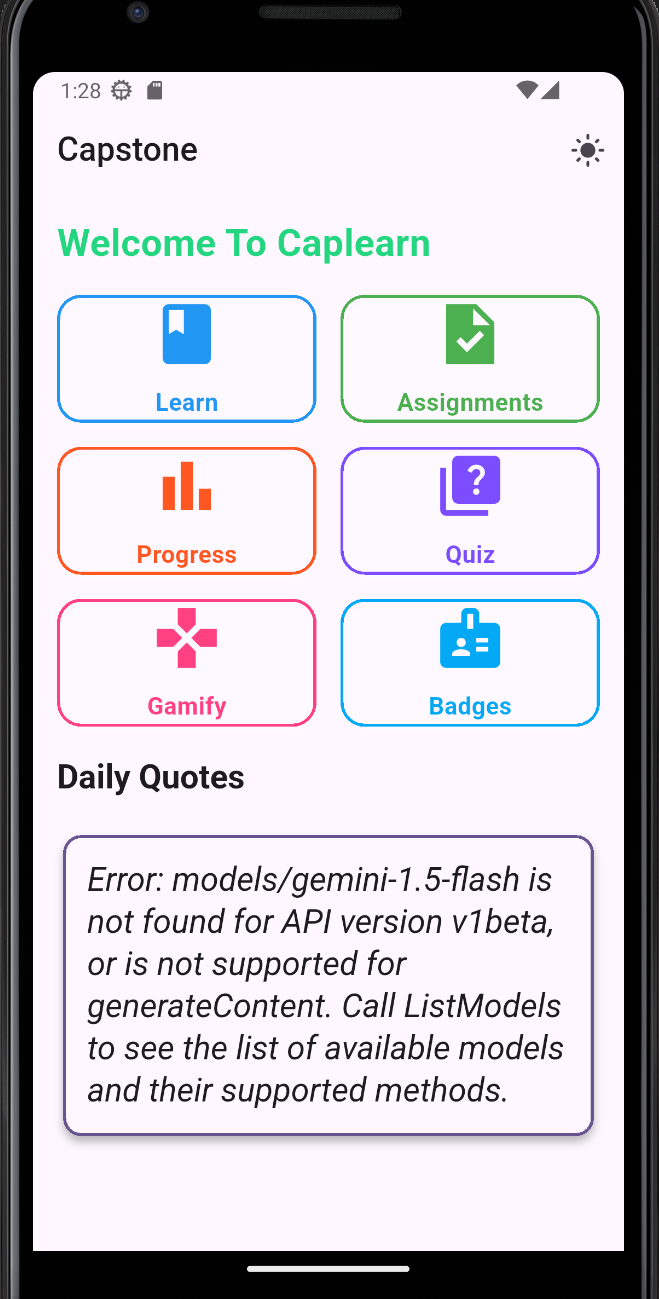 1:28
Capstone
Welcome To Caplearn
Learn
Assignments
Progress
Quiz
Gamify
Badges
Daily Quotes
Error: models/gemini-1.5-flash is
not found for API version v1beta,
or is not supported for
generateContent. Call ListModels
to see the list of available models
and their supported methods.